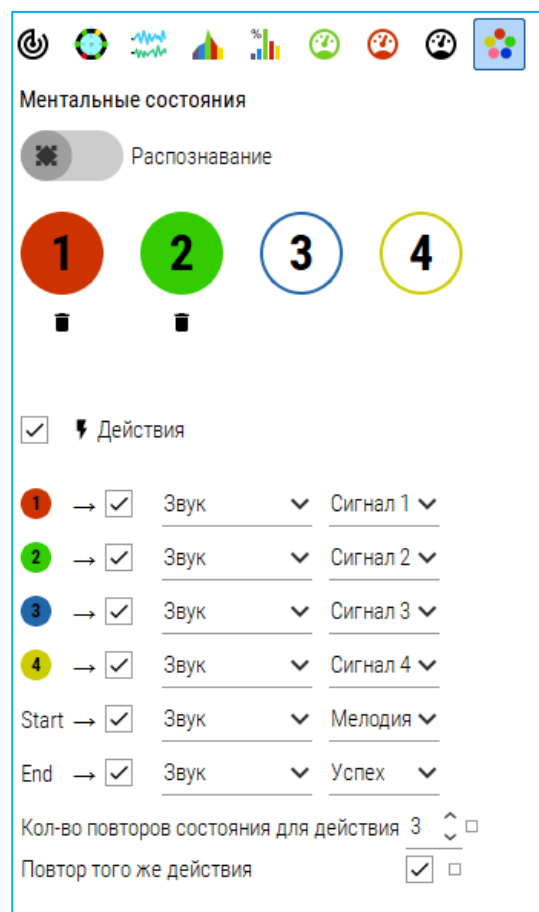 %
Ментальные состояния
Распознавание
1 2 3 4
Действия
1 → Звук Сигнал 1
2 → Звук Сигнал 2
3 → Звук Сигнал 3
4 → Звук Сигнал 4
Start → Звук Мелодия
End → Звук Успех
Кол-во повторов состояния для действия 3
Повтор того же действия